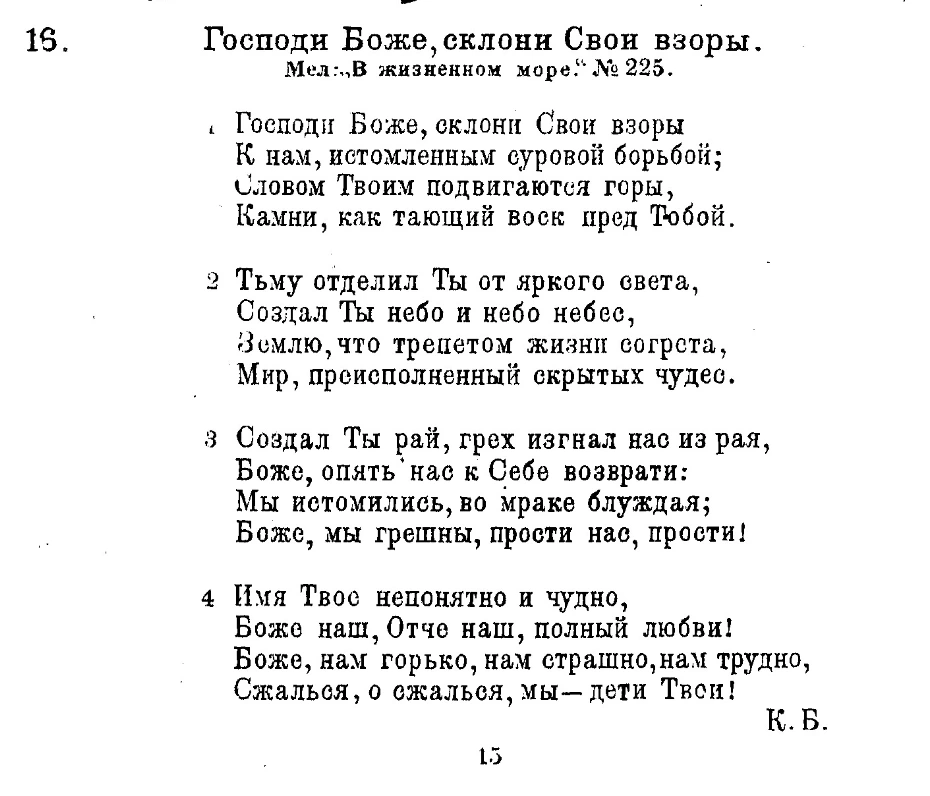 16.
Господи Боже, склони Свои взоры.
Мел: „В жизненном море.“ № 225.
1 Господи Боже, склони Свои взоры
К нам, истомленным суровой борьбой;
Словом Твоим подвигаются горы,
Камни, как тающий воск пред Тобой.
2 Тьму отделил Ты от яркого света,
Создал Ты небо и небо небес,
Землю, что трепетом жизни согрета,
Мир, преисполненный скрытых чудес.
3 Создал Ты рай, грех изгнал нас из рая,
Боже, опять нас к Себе возврати:
Мы истомились, во мраке блуждая;
Боже, мы грешны, прости нас, прости!
4 Имя Твое непонятно и чудно,
Боже наш, Отче наш, полный любви!
Боже, нам горько, нам страшно, нам трудно,
Сжалься, о сжалься, мы — дети Твои!
К. Б.
15